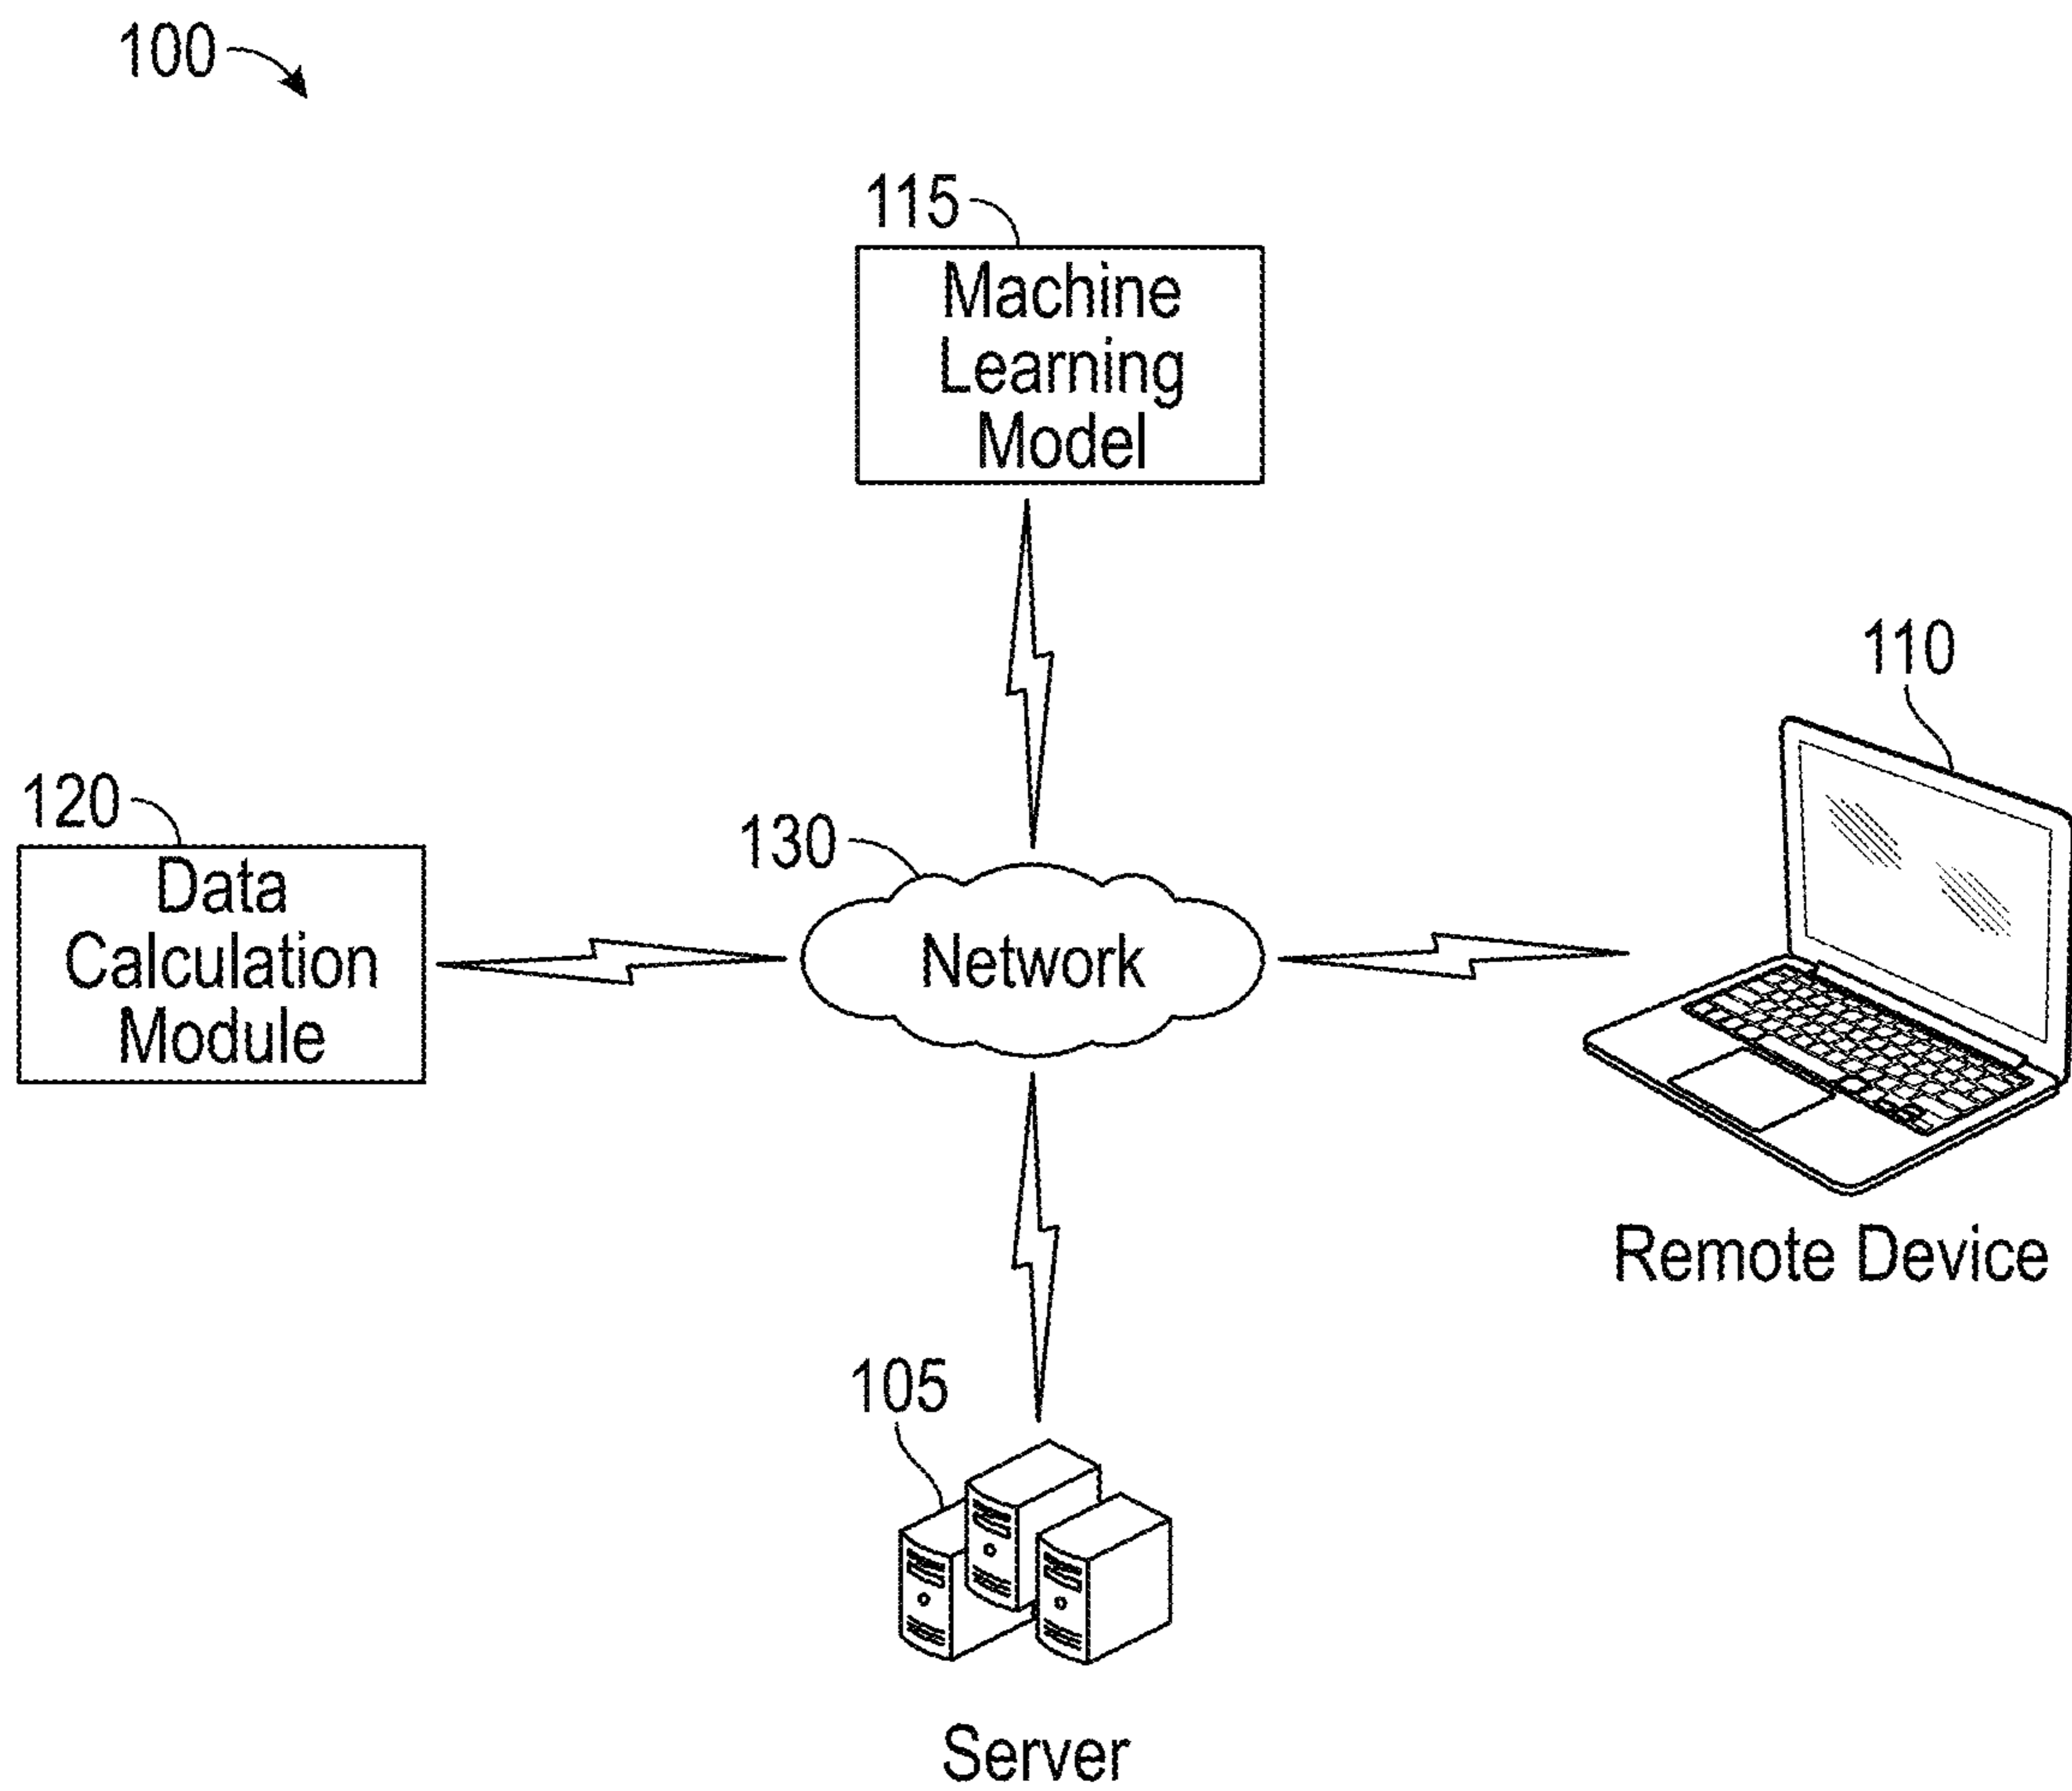 100
115
Machine
Learning
Model
110
120
Data
Calculation
Module
130
Network
Remote Device
105
Server